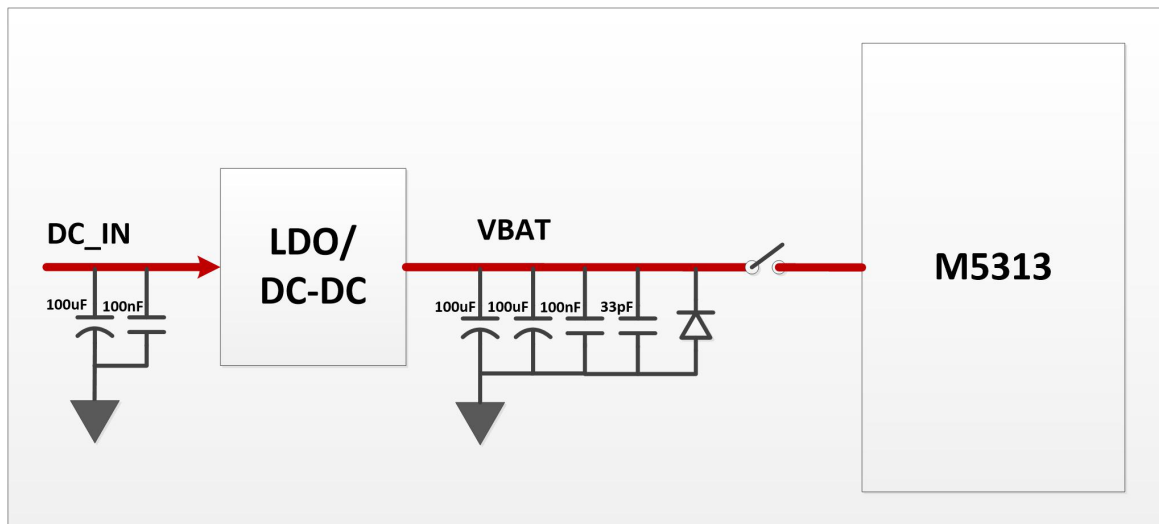 DC_IN
LDO/
DC-DC
VBAT
M5313
100uF 100nF
100uF 100uF 100nF 33pF